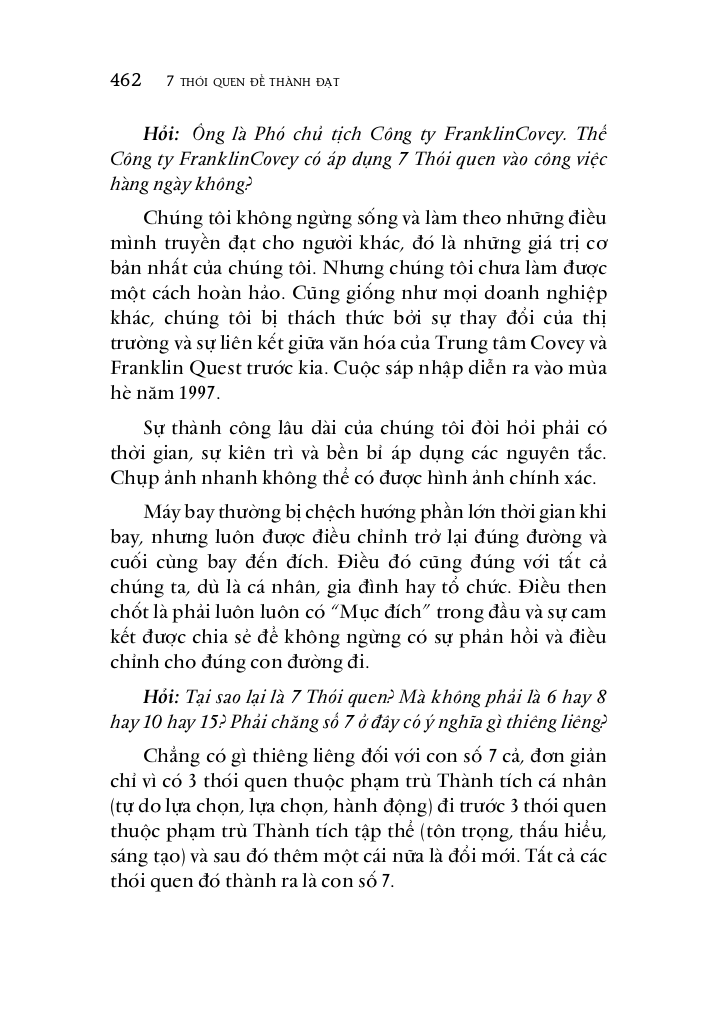 462 7 THÓI QUEN ĐỂ THÀNH ĐẠT
Hỏi: Ông là Phó chủ tịch Công ty FranklinCovey. Thế
Công ty FranklinCovey có áp dụng 7 Thói quen vào công việc
hàng ngày không?
Chúng tôi không ngừng sống và làm theo những điều
mình truyền đạt cho người khác, đó là những giá trị cơ
bản nhất của chúng tôi. Nhưng chúng tôi chưa làm được
một cách hoàn hảo. Cũng giống như mọi doanh nghiệp
khác, chúng tôi bị thách thức bởi sự thay đổi của thị
trường và sự liên kết giữa văn hóa của Trung tâm Covey và
Franklin Quest trước kia. Cuộc sáp nhập diễn ra vào mùa
hè năm 1997.
Sự thành công lâu dài của chúng tôi đòi hỏi phải có
thời gian, sự kiên trì và bền bỉ áp dụng các nguyên tắc.
Chụp ảnh nhanh không thể có được hình ảnh chính xác.
Máy bay thường bị chệch hướng phần lớn thời gian khi
bay, nhưng luôn được điều chỉnh trở lại đúng đường và
cuối cùng bay đến đích. Điều đó cũng đúng với tất cả
chúng ta, dù là cá nhân, gia đình hay tổ chức. Điều then
chốt là phải luôn luôn có “Mục đích” trong đầu và sự cam
kết được chia sẻ để không ngừng có sự phản hồi và điều
chỉnh cho đúng con đường đi.
Hỏi: Tại sao lại là 7 Thói quen? Mà không phải là 6 hay 8
hay 10 hay 15? Phải chăng số 7 ở đây có ý nghĩa gì thiêng liêng?
Chẳng có gì thiêng liêng đối với con số 7 cả, đơn giản
chỉ vì có 3 thói quen thuộc phạm trù Thành tích cá nhân
(tự do lựa chọn, lựa chọn, hành động) đi trước 3 thói quen
thuộc phạm trù Thành tích tập thể (tôn trọng, thấu hiểu,
sáng tạo) và sau đó thêm một cái nữa là đổi mới. Tất cả các
thói quen đó thành ra là con số 7.